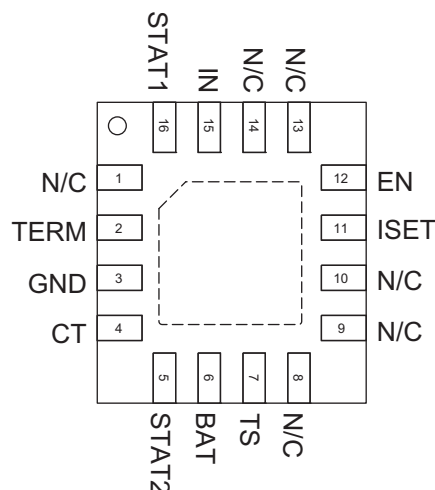 STAT1
IN
N/C
N/C
16
15
14
13
N/C 1
12 EN
TERM 2
11 ISET
GND 3
10 N/C
CT 4
9 N/C
5
6
7
8
STAT2
BAT
TS
N/C